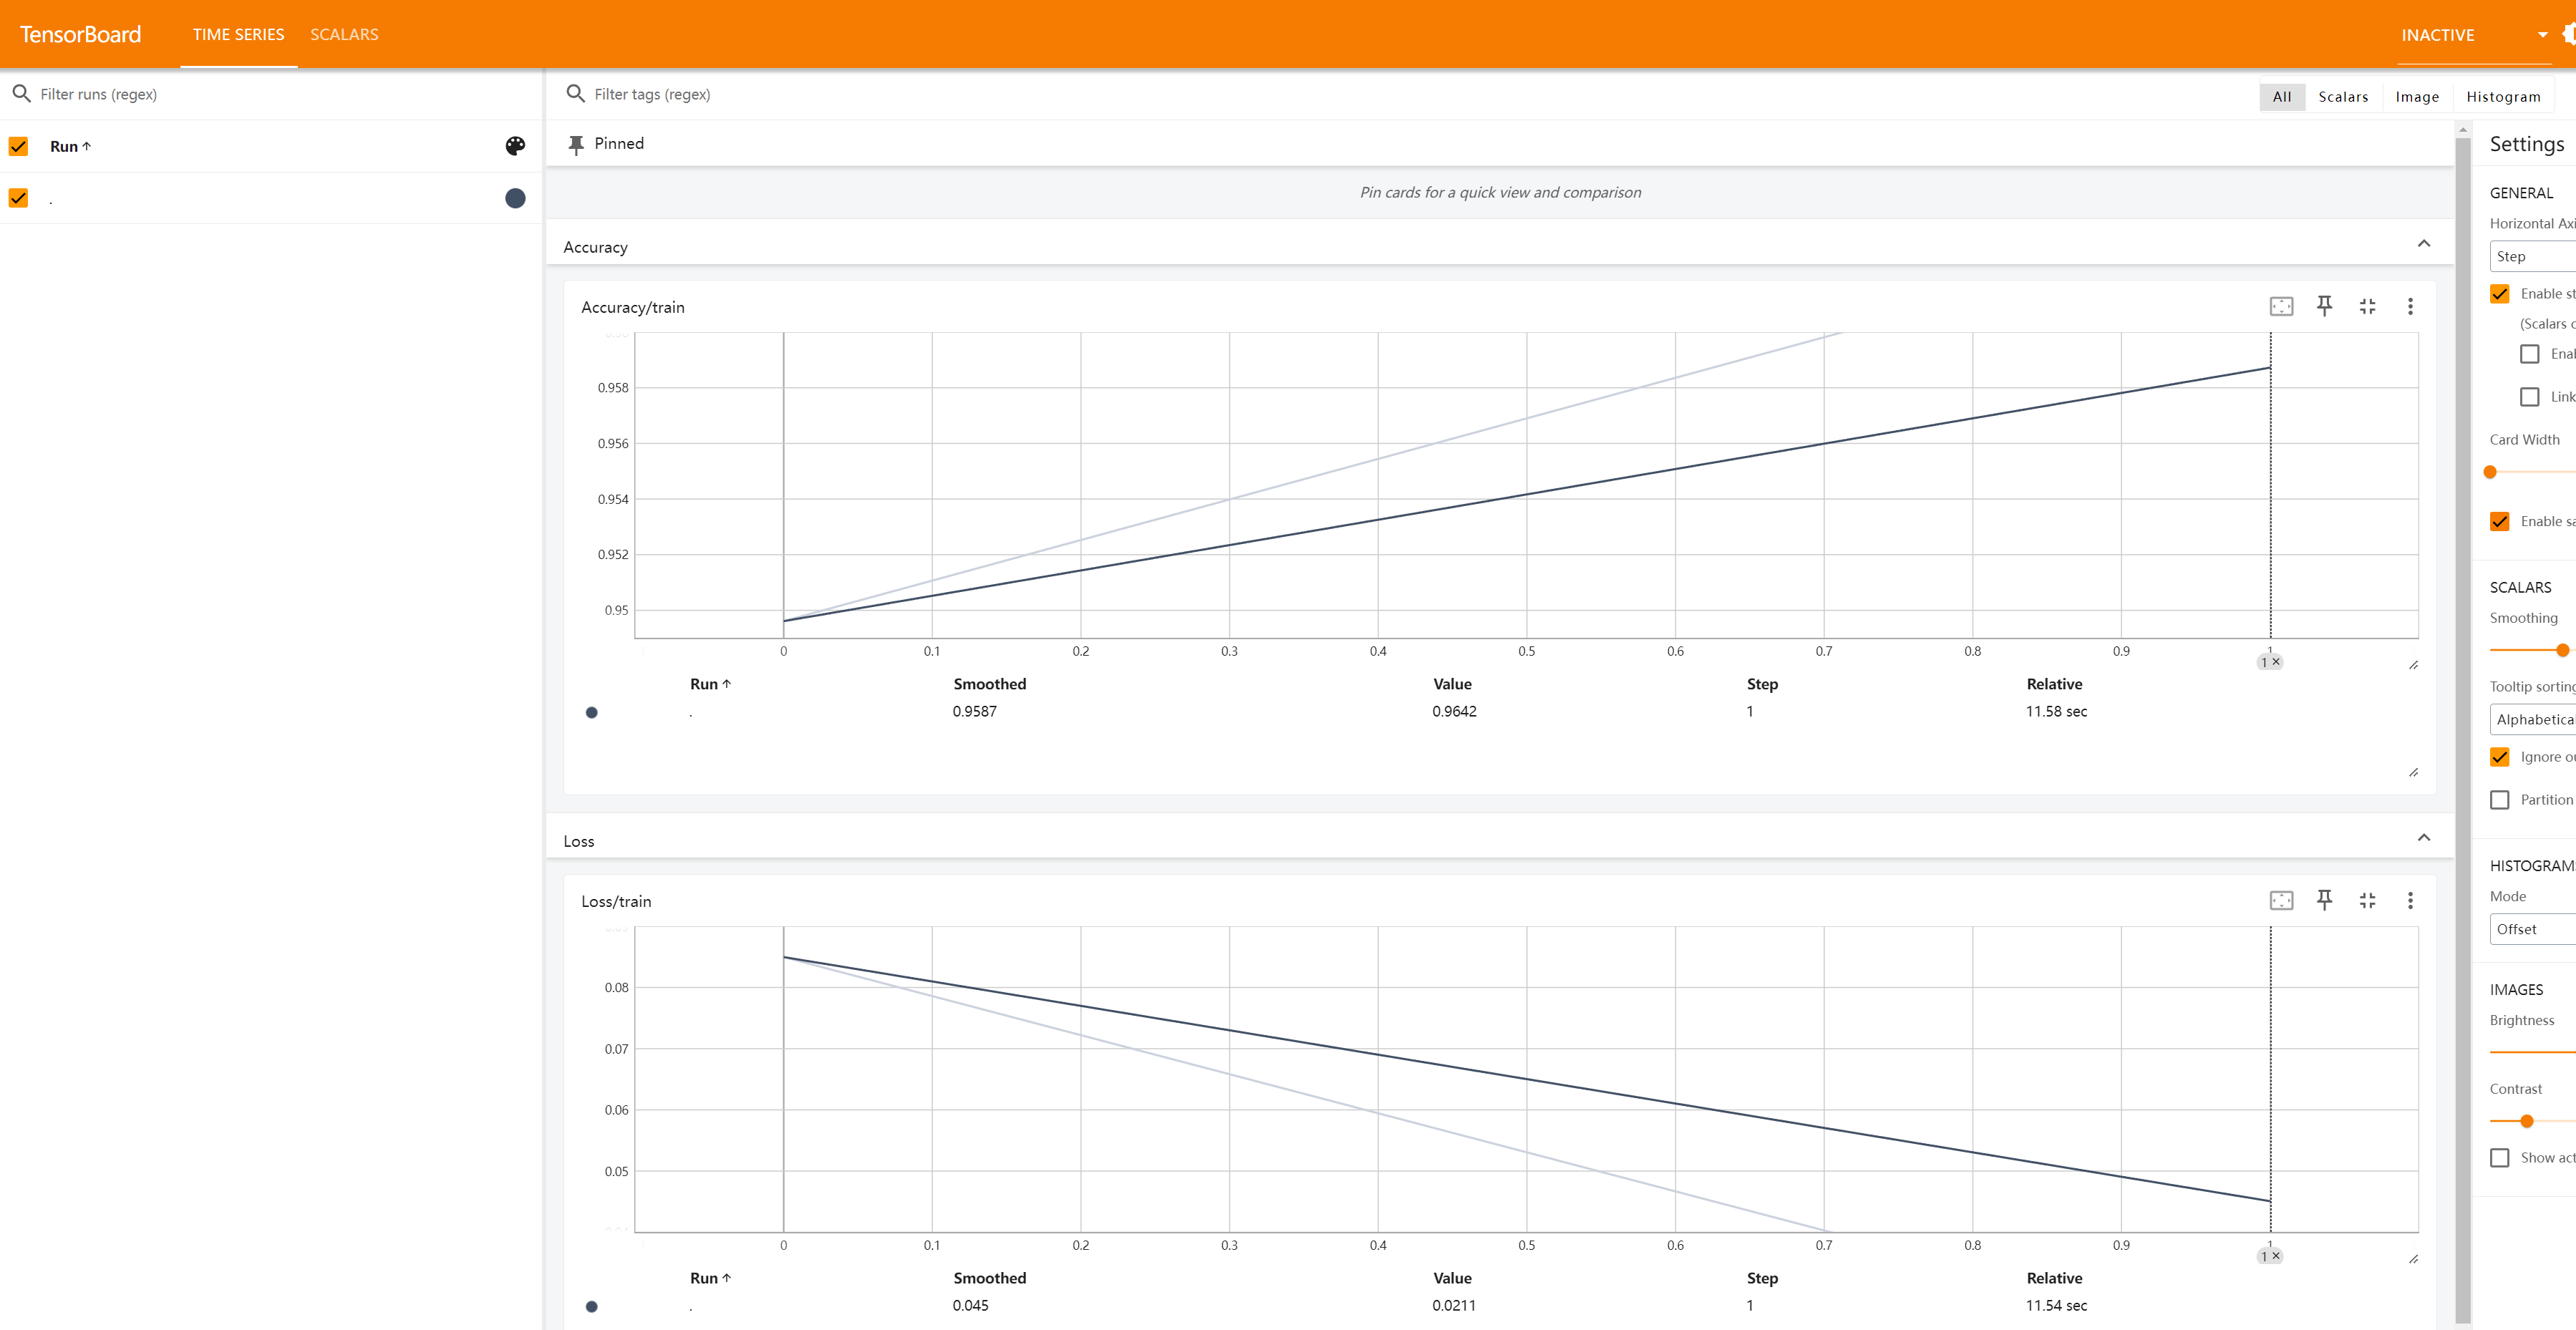 TensorBoard TIME SERIES SCALARS INACTIVE
Filter runs (regex)
Run
.
Filter tags (regex)
All Scalars Image Histogram
Pinned
Pin cards for a quick view and comparison
Accuracy
Accuracy/train
0.958
0.956
0.954
0.952
0.95
0 0.1 0.2 0.3 0.4 0.5 0.6 0.7 0.8 0.9 1
1 ×
Run Smoothed Value Step Relative
. 0.9587 0.9642 1 11.58 sec
Loss
Loss/train
0.08
0.07
0.06
0.05
0 0.1 0.2 0.3 0.4 0.5 0.6 0.7 0.8 0.9 1
1 ×
Run Smoothed Value Step Relative
. 0.045 0.0211 1 11.54 sec
Settings
GENERAL
Horizontal Axi
Step
Enable st
(Scalars o
Enal
Link
Card Width
Enable sa
SCALARS
Smoothing
Tooltip sorting
Alphabetica
Ignore ou
Partition
HISTOGRAM
Mode
Offset
IMAGES
Brightness
Contrast
Show act